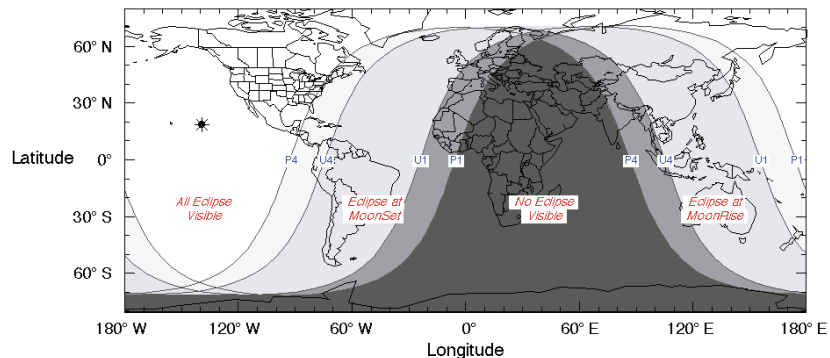 60° N
30° N
Latitude
0°
30° S
60° S
P4
U4
U1
P1
P4
U4
U1
P1
All Eclipse
Visible
Eclipse at
MoonSet
No Eclipse
Visible
Eclipse at
MoonRise
180° W
120° W
60° W
0°
60° E
120° E
180° E
Longitude